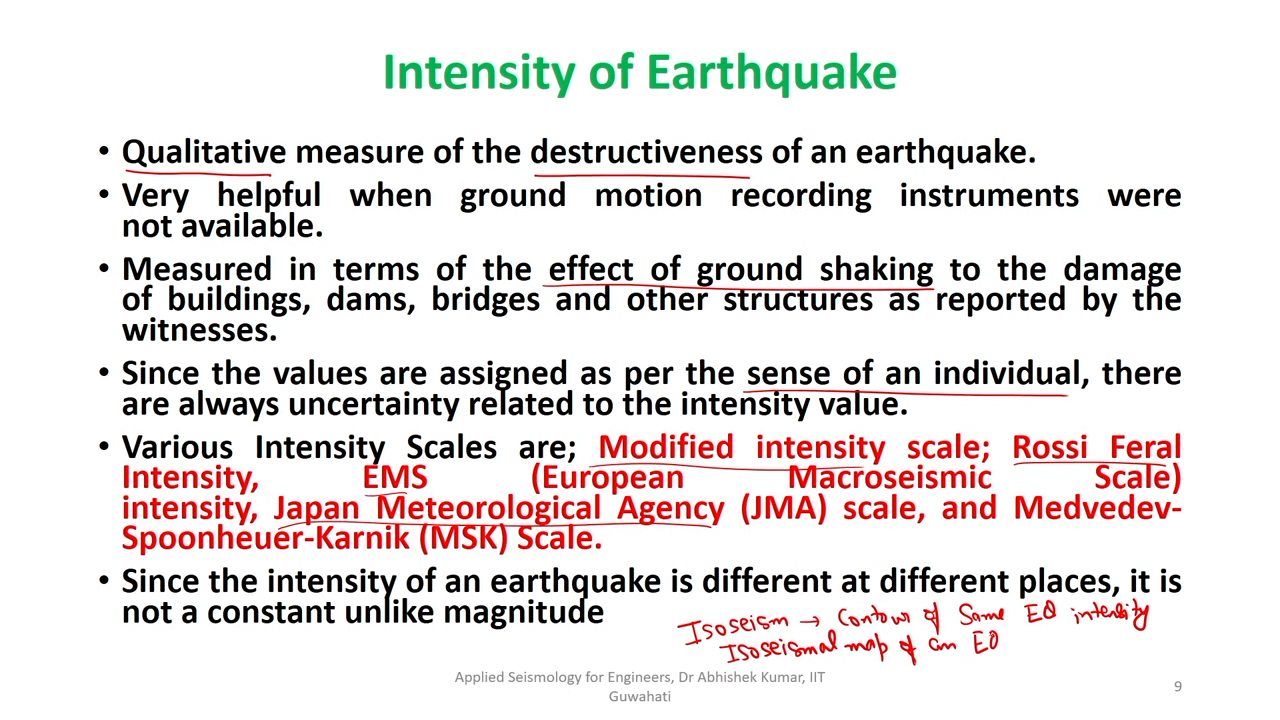 Intensity of Earthquake
• Qualitative measure of the destructiveness of an earthquake.
• Very helpful when ground motion recording instruments were
not available.
• Measured in terms of the effect of ground shaking to the damage
of buildings, dams, bridges and other structures as reported by the
witnesses.
• Since the values are assigned as per the sense of an individual, there
are always uncertainty related to the intensity value.
• Various Intensity Scales are; Modified intensity scale; Rossi Feral
Intensity, EMS (European Macroseismic Scale)
intensity, Japan Meteorological Agency (JMA) scale, and Medvedev-
Spoonheuer-Karnik (MSK) Scale.
• Since the intensity of an earthquake is different at different places, it is
not a constant unlike magnitude
Isoseism → Contour of Same EQ intensity
Isoseismal map of an EQ
Applied Seismology for Engineers, Dr Abhishek Kumar, IIT
Guwahati
9